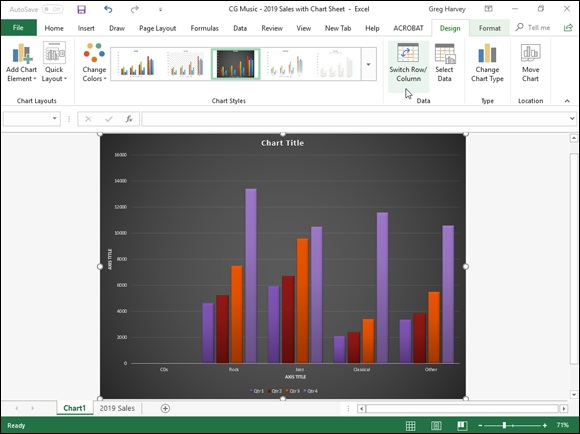 AutoSave Off CG Music - 2019 Sales with Chart Sheet - Excel Greg Harvey
File Home Insert Draw Page Layout Formulas Data Review View New Tab Help ACROBAT Design Format Tell me
Add Chart Element Quick Layout Change Colors Switch Row/ Column Select Data Change Chart Type Move Chart
Chart Layouts Chart Styles Data Type Location
fx
Chart Title
16000
14000
12000
10000
8000
6000
4000
2000
0
AXIS TITLE
CDs Rock Jazz Classical Other
AXIS TITLE
Qtr 1 Qtr 2 Qtr 3 Qtr 4
Chart1 2019 Sales
Ready 71%